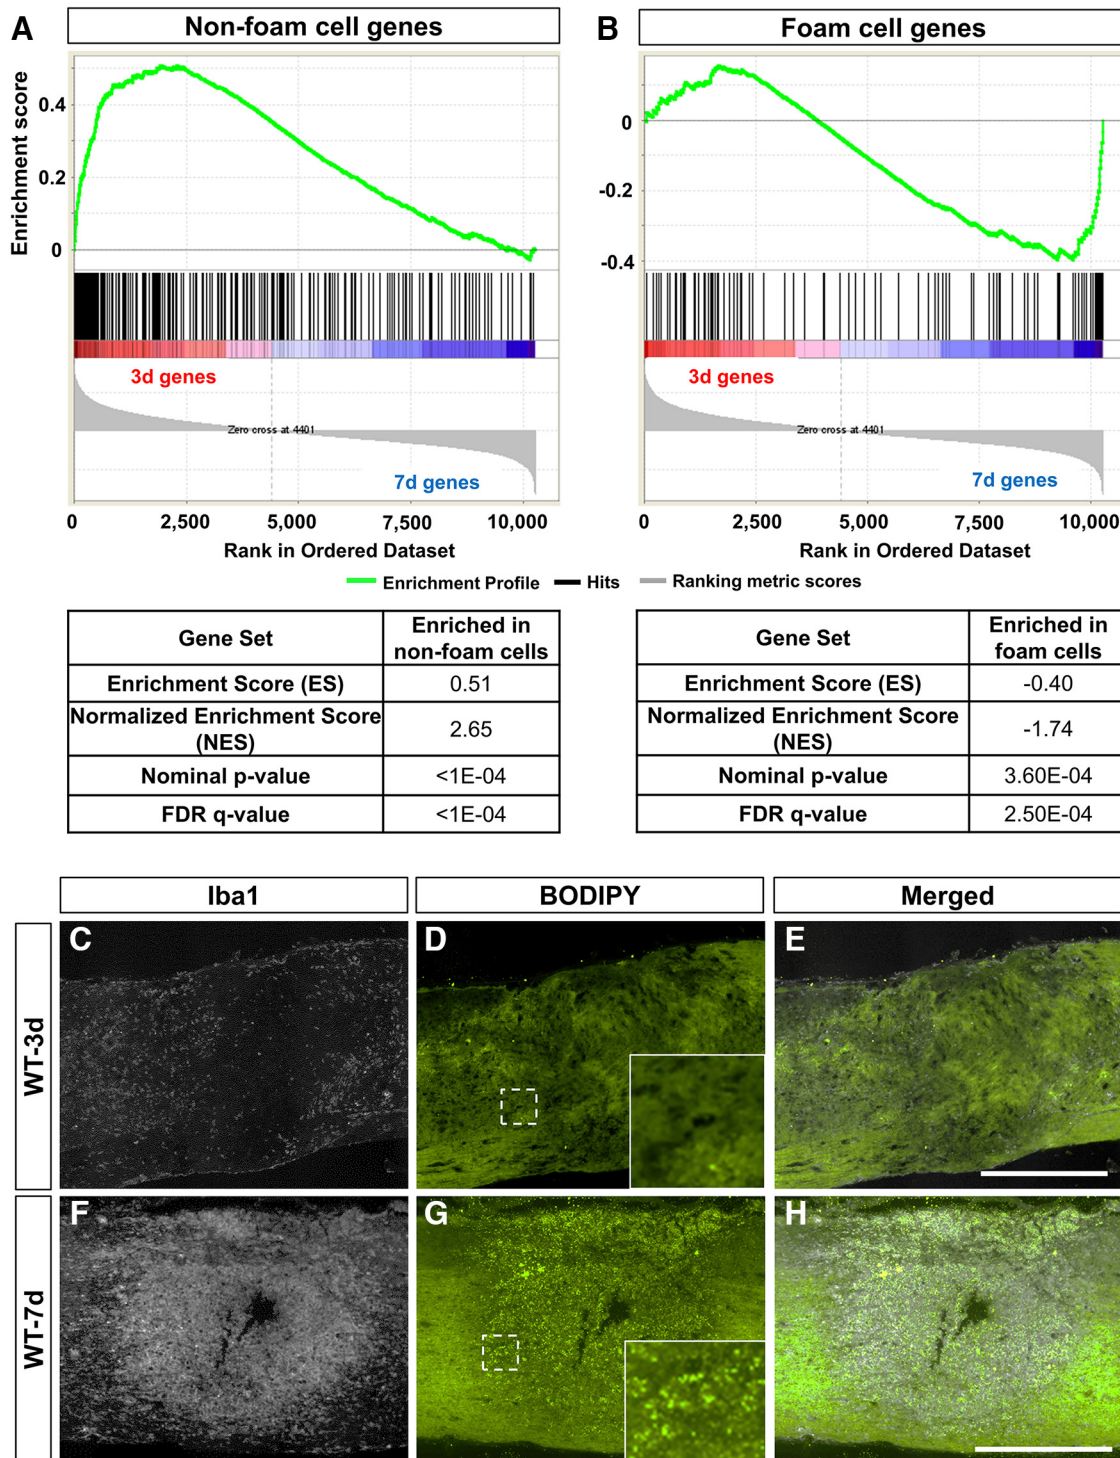 A
Non-foam cell genes
Enrichment score
0.4
0.2
0
3d genes
Zero cross at 4401
7d genes
0 2,500 5,000 7,500 10,000
Rank in Ordered Dataset
B
Foam cell genes
0
-0.2
-0.4
3d genes
Zero cross at 4401
7d genes
0 2,500 5,000 7,500 10,000
Rank in Ordered Dataset
Enrichment Profile Hits Ranking metric scores
Gene Set Enriched in
non-foam cells
Enrichment Score (ES) 0.51
Normalized Enrichment Score
(NES) 2.65
Nominal p-value <1E-04
FDR q-value <1E-04
Gene Set Enriched in
foam cells
Enrichment Score (ES) -0.40
Normalized Enrichment Score
(NES) -1.74
Nominal p-value 3.60E-04
FDR q-value 2.50E-04
Iba1 BODIPY Merged
WT-3d
C D E
WT-7d
F G H